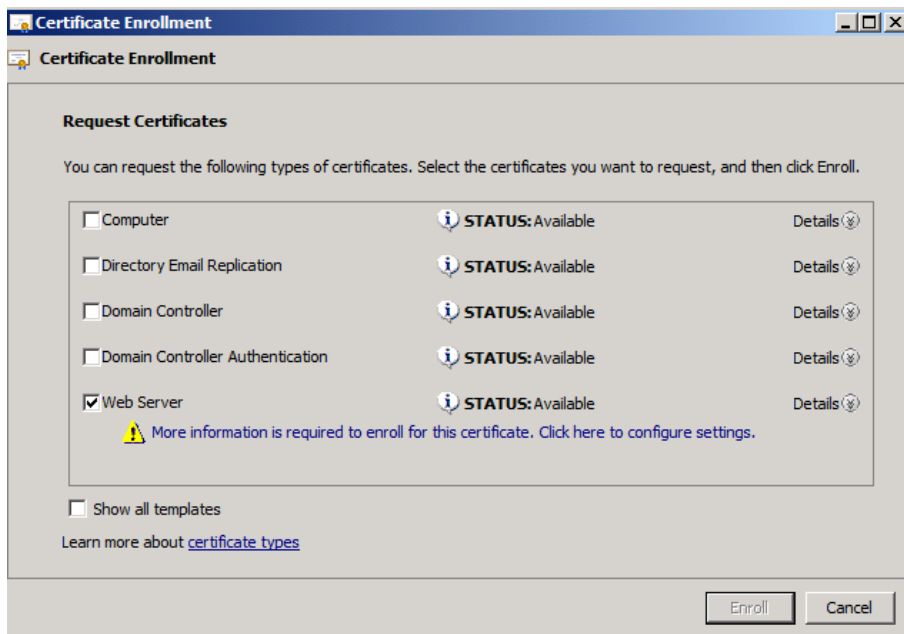 Certificate Enrollment
Certificate Enrollment
Request Certificates
You can request the following types of certificates. Select the certificates you want to request, and then click Enroll.
Computer STATUS: Available Details
Directory Email Replication STATUS: Available Details
Domain Controller STATUS: Available Details
Domain Controller Authentication STATUS: Available Details
Web Server STATUS: Available Details
More information is required to enroll for this certificate. Click here to configure settings.
Show all templates
Learn more about certificate types
Enroll Cancel